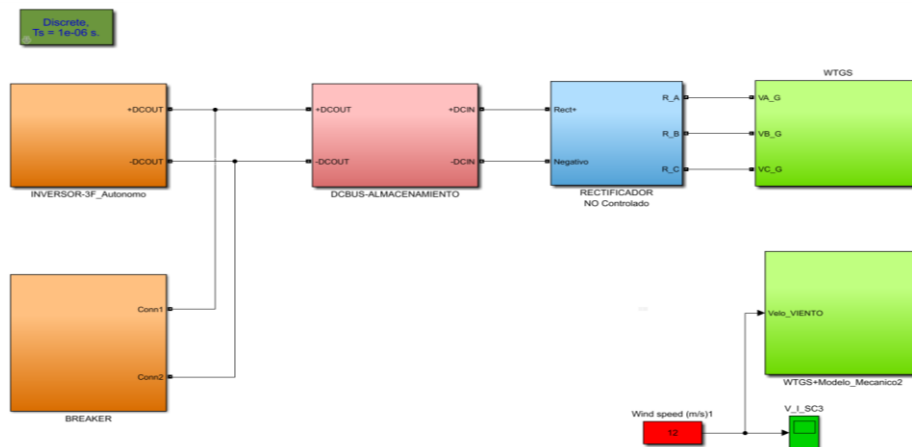 Discrete,
Ts = 1e-06 s.
WTGS
+DCOUT
+DCOUT
+DCIN
Rect+
R_A
VA_G
R_B
VB_G
-DCOUT
-DCOUT
-DCIN
Negativo
R_C
VC_G
INVERSOR-3F_Autonomo
DCBUS-ALMACENAMIENTO
RECTIFICADOR
NO Controlado
Conn1
Velo_VIENTO
Conn2
WTGS+Modelo_Mecanico2
BREAKER
Wind speed (m/s)1
V_I_SC3
12